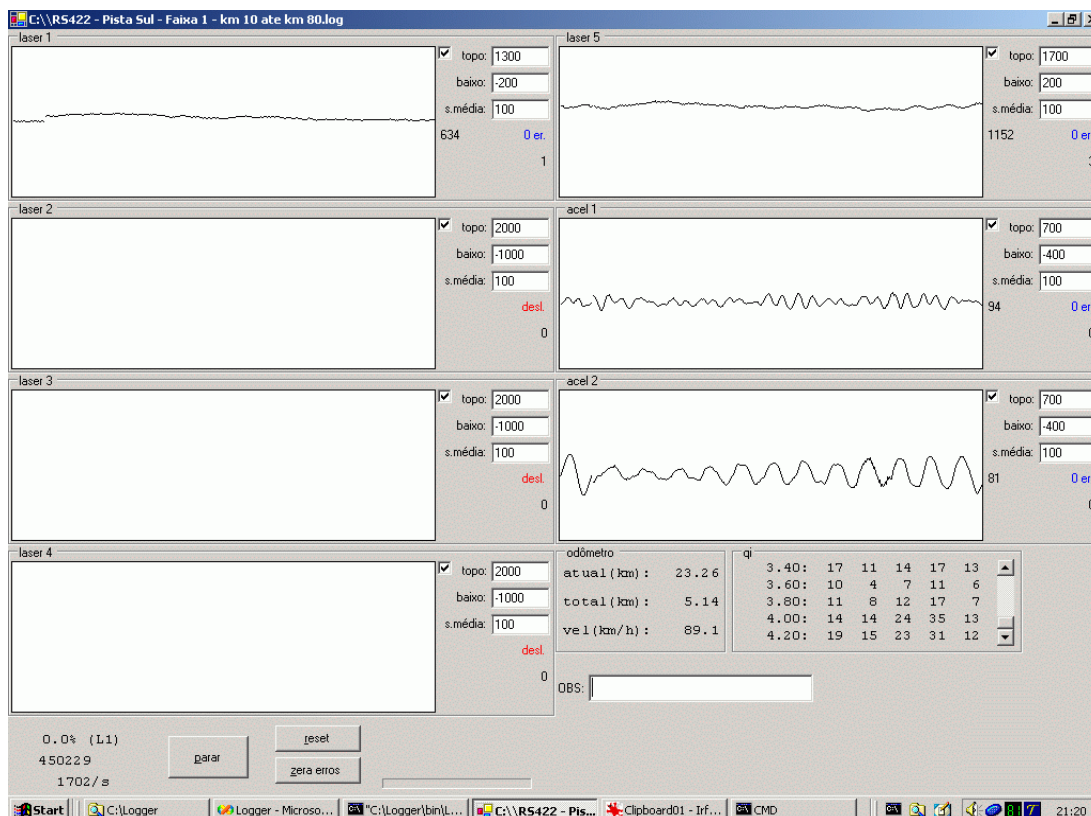 C:\\RS422 - Pista Sul - Faixa 1 - km 10 ate km 80.log
laser 1
topo: 1300
baixo: -200
s.média: 100
634 0 er.
1
laser 5
topo: 1700
baixo: 200
s.média: 100
1152 0 er
laser 2
topo: 2000
baixo: -1000
s.média: 100
desl.
0
acel 1
topo: 700
baixo: -400
s.média: 100
94 0 er
laser 3
topo: 2000
baixo: -1000
s.média: 100
desl.
0
acel 2
topo: 700
baixo: -400
s.média: 100
81 0 er
laser 4
topo: 2000
baixo: -1000
s.média: 100
desl.
0
odômetro
atual(km): 23.26
total(km): 5.14
vel(km/h): 89.1
qi
3.40: 17 11 14 17 13
3.60: 10 4 7 11 6
3.80: 11 8 12 17 7
4.00: 14 14 24 35 13
4.20: 19 15 23 31 12
OBS:
0.0% (L1)
450229
1702/s
parar
reset
zera erros
Start C:\Logger Logger - Microso... "C:\Logger\bin\L... C:\\RS422 - Pis... Clipboard01 - Irf... CMD 21:20